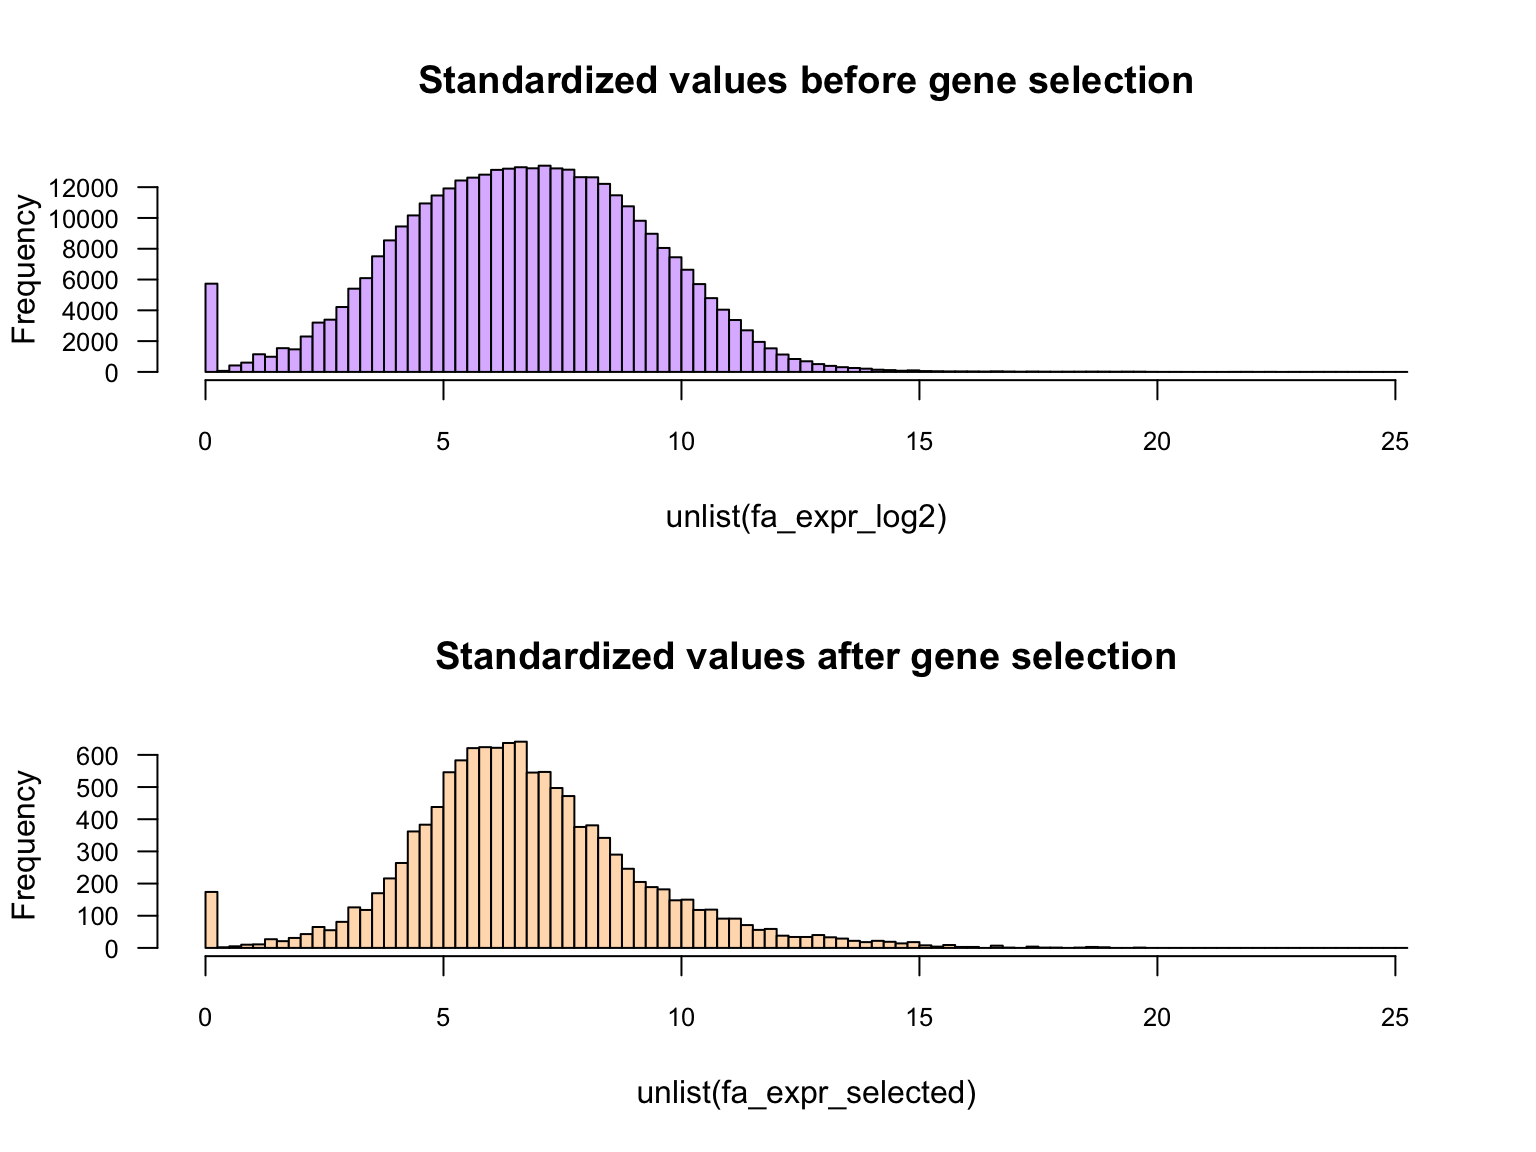 Standardized values before gene selection
Frequency
12000
10000
8000
6000
4000
2000
0
0 5 10 15 20 25
unlist(fa_expr_log2)
Standardized values after gene selection
Frequency
600
500
400
300
200
100
0
0 5 10 15 20 25
unlist(fa_expr_selected)